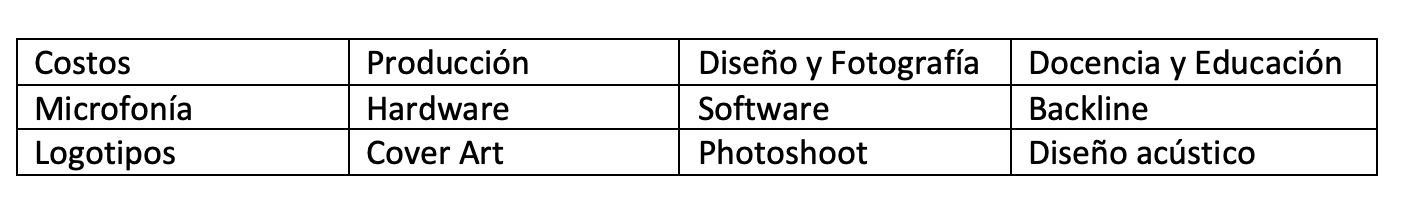 Costos Producción Diseño y Fotografía Docencia y Educación
Microfonía Hardware Software Backline
Logotipos Cover Art Photoshoot Diseño acústico